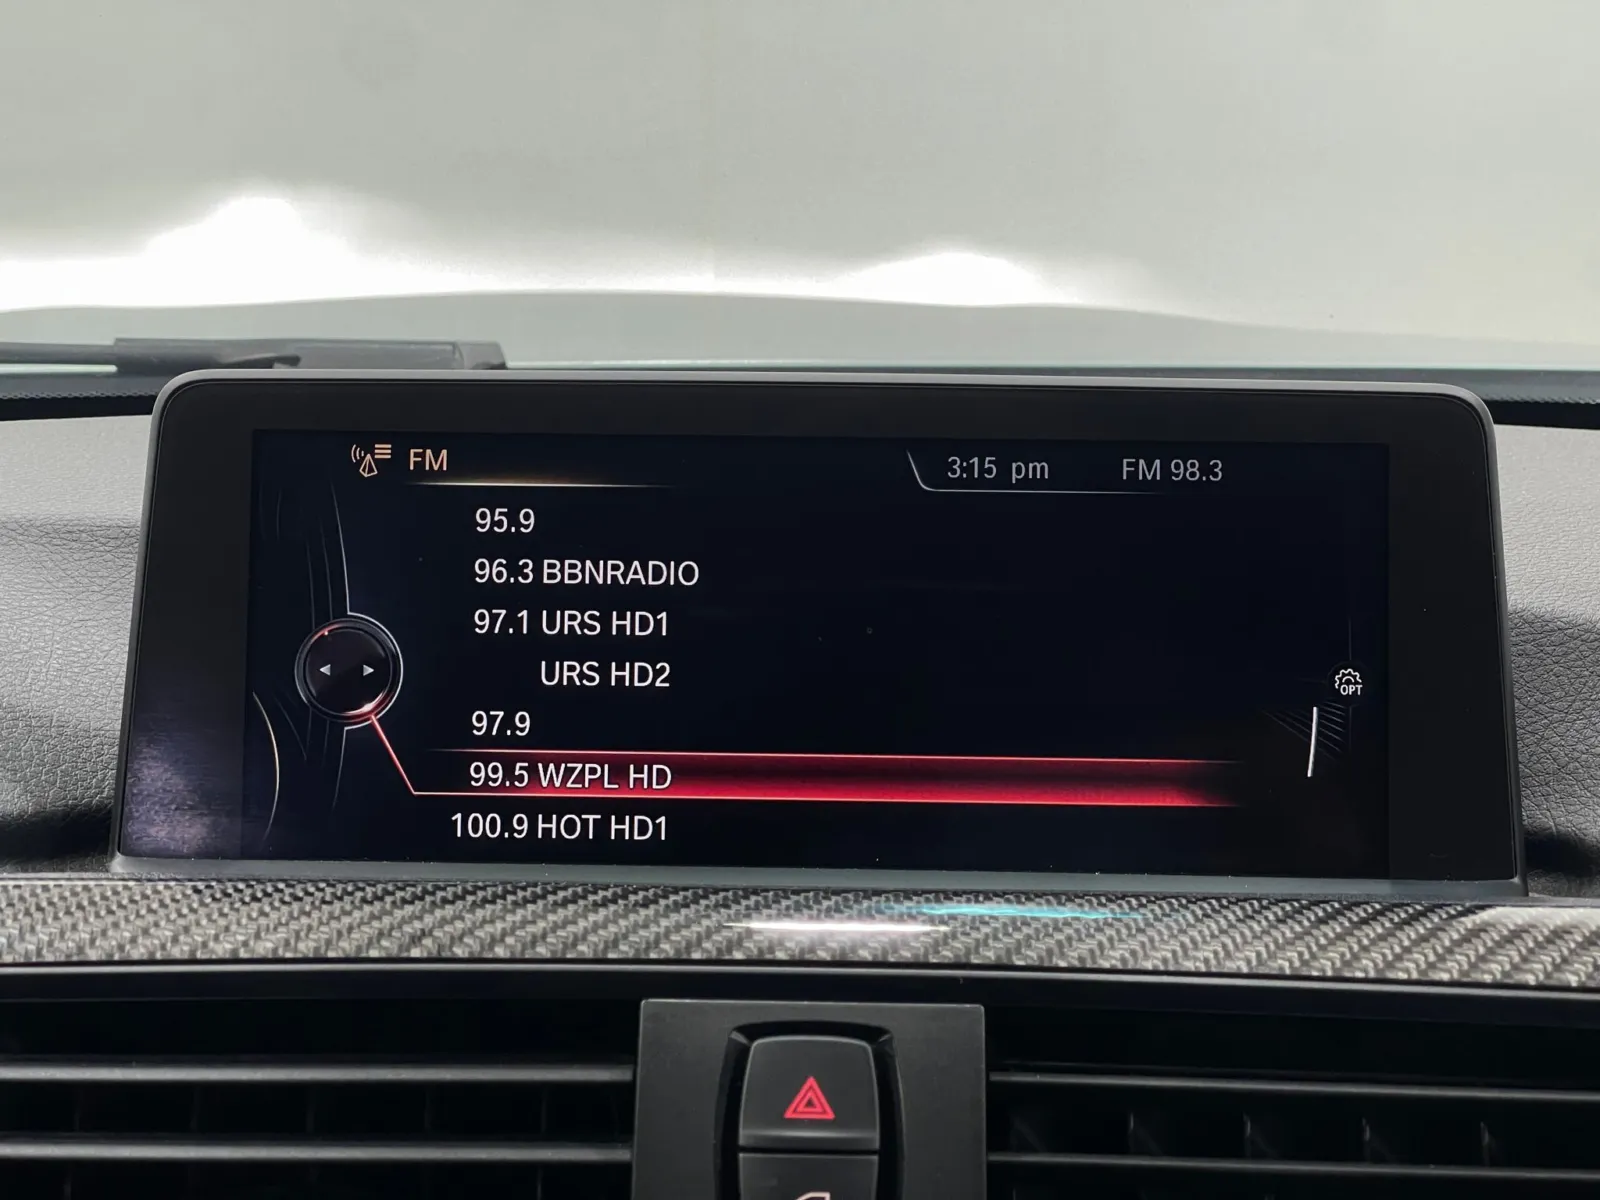 FM
3:15 pm FM 98.3
95.9
96.3 BBNRADIO
97.1 URS HD1
URS HD2
97.9
99.5 WZPL HD
100.9 HOT HD1
OPT